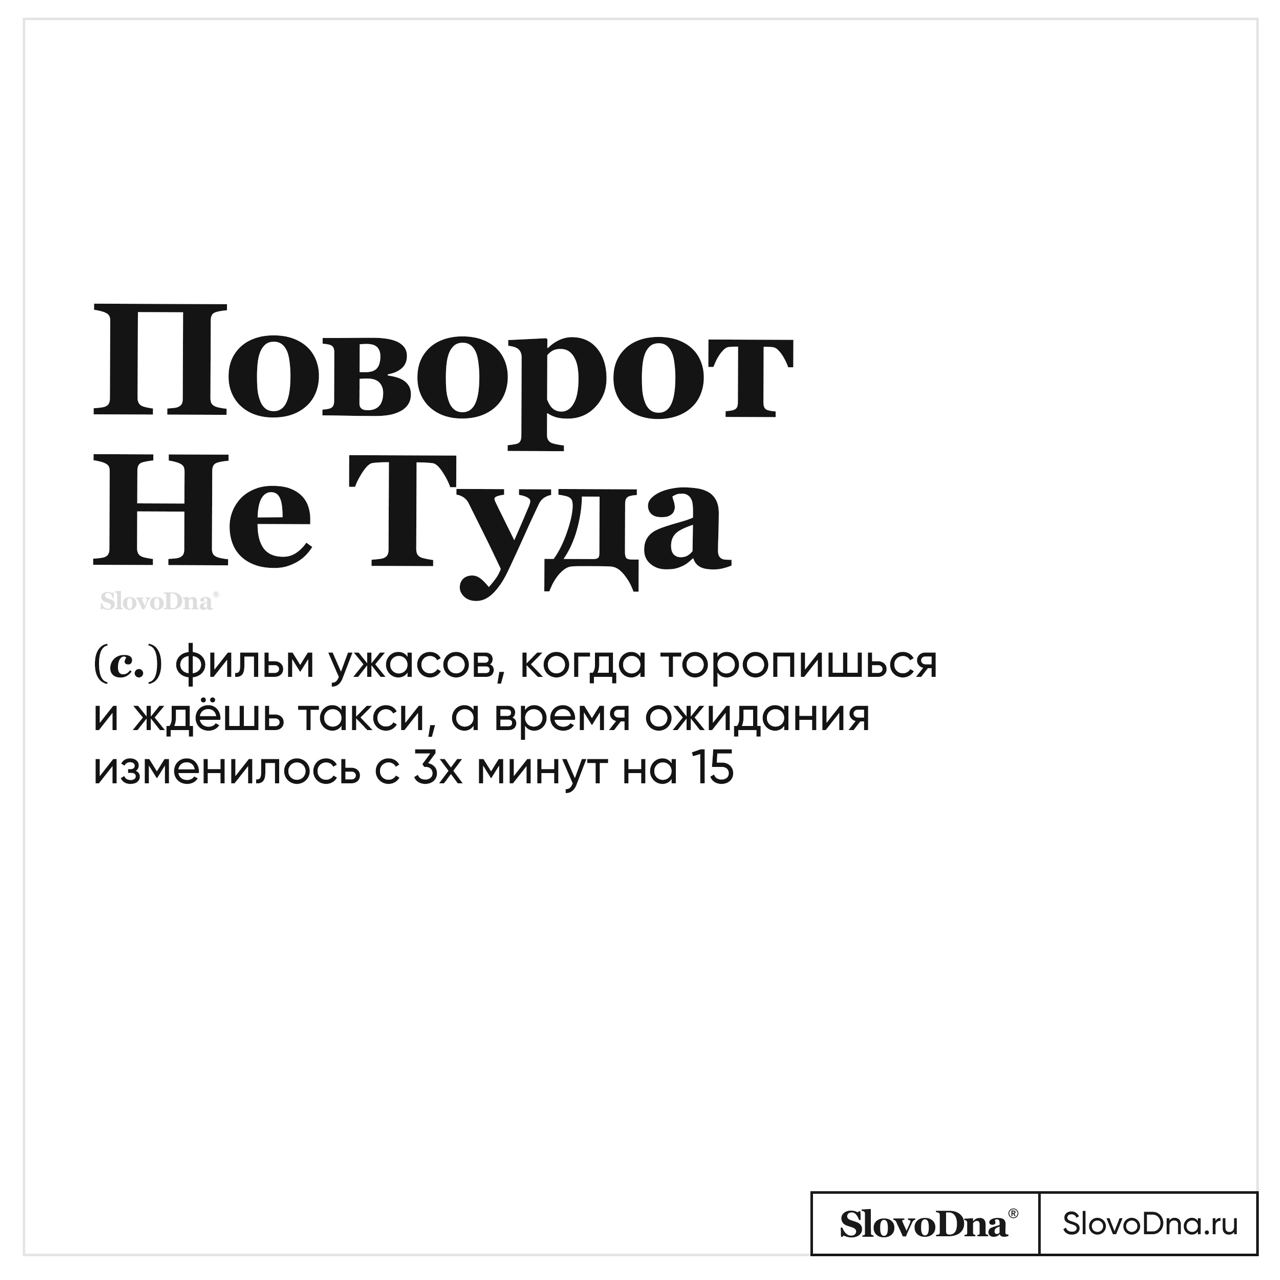 Поворот
Не Туда
SlovoDna®
(с.) фильм ужасов, когда торопишься
и ждёшь такси, а время ожидания
изменилось с 3х минут на 15
SlovoDna® SlovoDna.ru